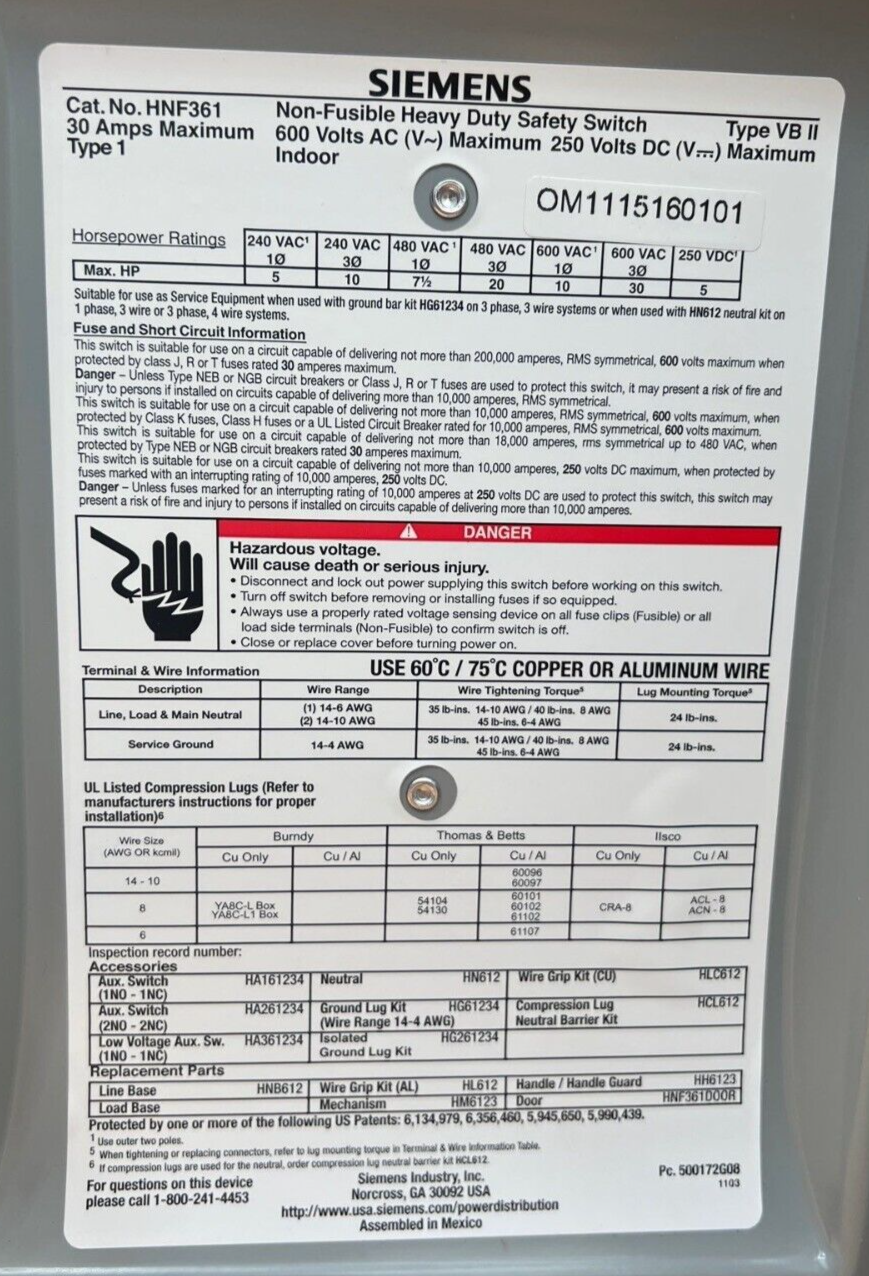 SIEMENS
Cat. No. HNF361 Non-Fusible Heavy Duty Safety Switch Type VB II
30 Amps Maximum 600 Volts AC (V~) Maximum 250 Volts DC (V⎓) Maximum
Type 1 Indoor
OM1115160101
Horsepower Ratings 240 VAC¹ 240 VAC 480 VAC¹ 480 VAC 600 VAC¹ 600 VAC 250 VDC¹
1Ø 3Ø 1Ø 3Ø 1Ø 3Ø
Max. HP 5 10 7½ 20 10 30 5
Suitable for use as Service Equipment when used with ground bar kit HG61234 on 3 phase, 3 wire systems or when used with HN612 neutral kit on
1 phase, 3 wire or 3 phase, 4 wire systems.
Fuse and Short Circuit Information
This switch is suitable for use on a circuit capable of delivering not more than 200,000 amperes, RMS symmetrical, 600 volts maximum when
protected by class J, R or T fuses rated 30 amperes maximum.
Danger – Unless Type NEB or NGB circuit breakers or Class J, R or T fuses are used to protect this switch, it may present a risk of fire and
injury to persons if installed on circuits capable of delivering more than 10,000 amperes, RMS symmetrical.
This switch is suitable for use on a circuit capable of delivering not more than 10,000 amperes, RMS symmetrical, 600 volts maximum, when
protected by Class K fuses, Class H fuses or a UL Listed Circuit Breaker rated for 10,000 amperes, RMS symmetrical, 600 volts maximum.
This switch is suitable for use on a circuit capable of delivering not more than 18,000 amperes, rms symmetrical up to 480 VAC, when
protected by Type NEB or NGB circuit breakers rated 30 amperes maximum.
This switch is suitable for use on a circuit capable of delivering not more than 10,000 amperes, 250 volts DC maximum, when protected by
fuses marked with an interrupting rating of 10,000 amperes, 250 volts DC.
Danger – Unless fuses marked for an interrupting rating of 10,000 amperes at 250 volts DC are used to protect this switch, this switch may
present a risk of fire and injury to persons if installed on circuits capable of delivering more than 10,000 amperes.
DANGER
Hazardous voltage.
Will cause death or serious injury.
• Disconnect and lock out power supplying this switch before working on this switch.
• Turn off switch before removing or installing fuses if so equipped.
• Always use a properly rated voltage sensing device on all fuse clips (Fusible) or all
load side terminals (Non-Fusible) to confirm switch is off.
• Close or replace cover before turning power on.
Terminal & Wire Information USE 60°C / 75°C COPPER OR ALUMINUM WIRE
Description Wire Range Wire Tightening Torque⁵ Lug Mounting Torque⁵
Line, Load & Main Neutral (1) 14-6 AWG 35 lb-ins. 14-10 AWG / 40 lb-ins. 8 AWG 24 lb-ins.
(2) 14-10 AWG 45 lb-ins. 6-4 AWG
Service Ground 14-4 AWG 35 lb-ins. 14-10 AWG / 40 lb-ins. 8 AWG 24 lb-ins.
45 lb-ins. 6-4 AWG
UL Listed Compression Lugs (Refer to
manufacturers instructions for proper
installation)⁶
Wire Size Burndy Thomas & Betts Ilsco
(AWG OR kcmil) Cu Only Cu / Al Cu Only Cu / Al Cu Only Cu / Al
14 - 10 60096
60097
8 YA8C-L Box 54104 60101 CRA-8 ACL - 8
YA8C-L1 Box 54130 60102 ACN - 8
61102
6 61107
Inspection record number:
Accessories
Aux. Switch HA161234 Neutral HN612 Wire Grip Kit (CU) HLC612
(1NO - 1NC)
Aux. Switch HA261234 Ground Lug Kit HG61234 Compression Lug HCL612
(2NO - 2NC) (Wire Range 14-4 AWG) Neutral Barrier Kit
Low Voltage Aux. Sw. HA361234 Isolated HG261234
(1NO - 1NC) Ground Lug Kit
Replacement Parts
Line Base HNB612 Wire Grip Kit (AL) HL612 Handle / Handle Guard HH6123
Load Base Mechanism HM6123 Door HNF361DOOR
Protected by one or more of the following US Patents: 6,134,979, 6,356,460, 5,945,650, 5,990,439.
¹ Use outer two poles.
⁵ When tightening or replacing connectors, refer to lug mounting torque in Terminal & Wire Information Table.
⁶ If compression lugs are used for the neutral, order compression lug neutral barrier kit HCL612.
For questions on this device
please call 1-800-241-4453
Siemens Industry, Inc.
Norcross, GA 30092 USA
http://www.usa.siemens.com/powerdistribution
Assembled in Mexico
Pc. 500172G08
1103